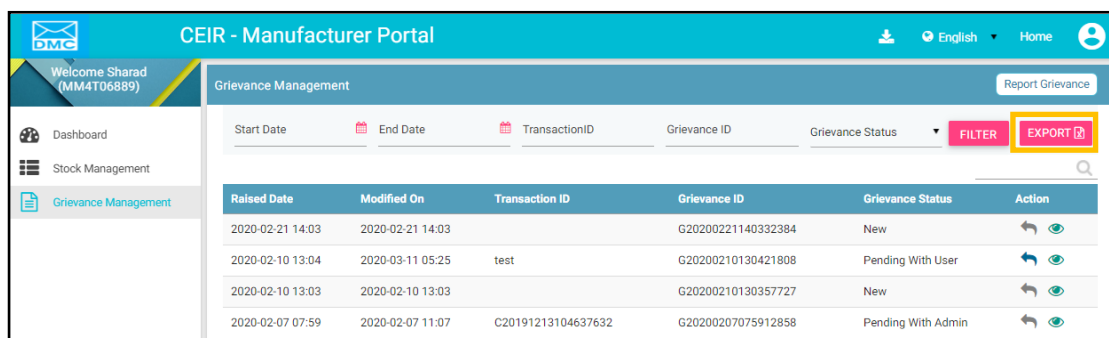 DMC
CEIR - Manufacturer Portal
English
Home
Welcome Sharad
(MM4T06889)
Grievance Management
Report Grievance
Dashboard
Stock Management
Grievance Management
Start Date End Date TransactionID Grievance ID Grievance Status FILTER EXPORT
Raised Date Modified On Transaction ID Grievance ID Grievance Status Action
2020-02-21 14:03 2020-02-21 14:03 G20200221140332384 New
2020-02-10 13:04 2020-03-11 05:25 test G20200210130421808 Pending With User
2020-02-10 13:03 2020-02-10 13:03 G20200210130357727 New
2020-02-07 07:59 2020-02-07 11:07 C20191213104637632 G20200207075912858 Pending With Admin